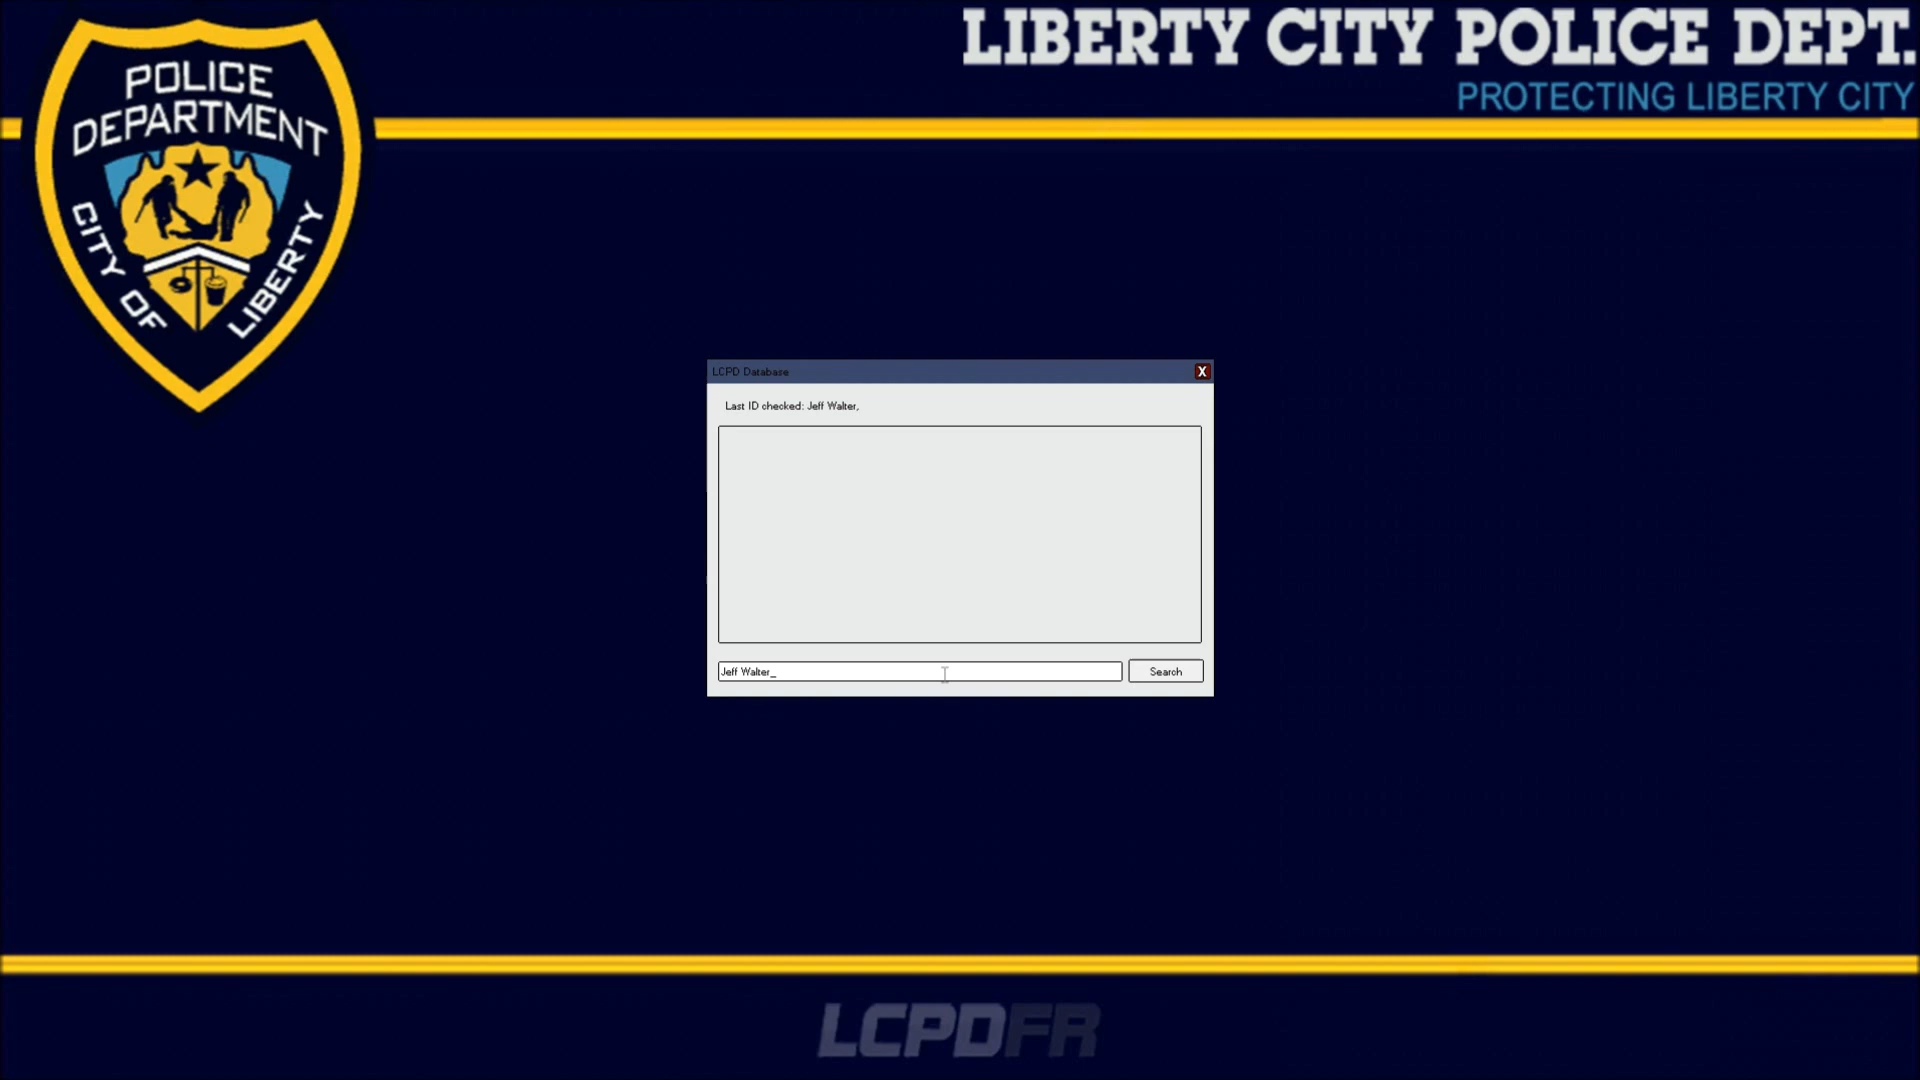 LIBERTY CITY POLICE DEPT.
PROTECTING LIBERTY CITY
POLICE
DEPARTMENT
CITY OF LIBERTY
LCPD Database
X
Last ID checked: Jeff Walter,
Jeff Walter_
Search
LCPDFR